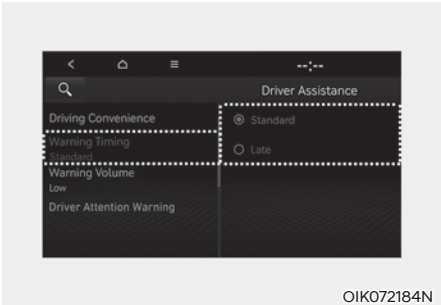 --:--
Driver Assistance
Driving Convenience
Warning Timing
Standard
Warning Volume
Low
Driver Attention Warning
Standard
Late
OIK072184N